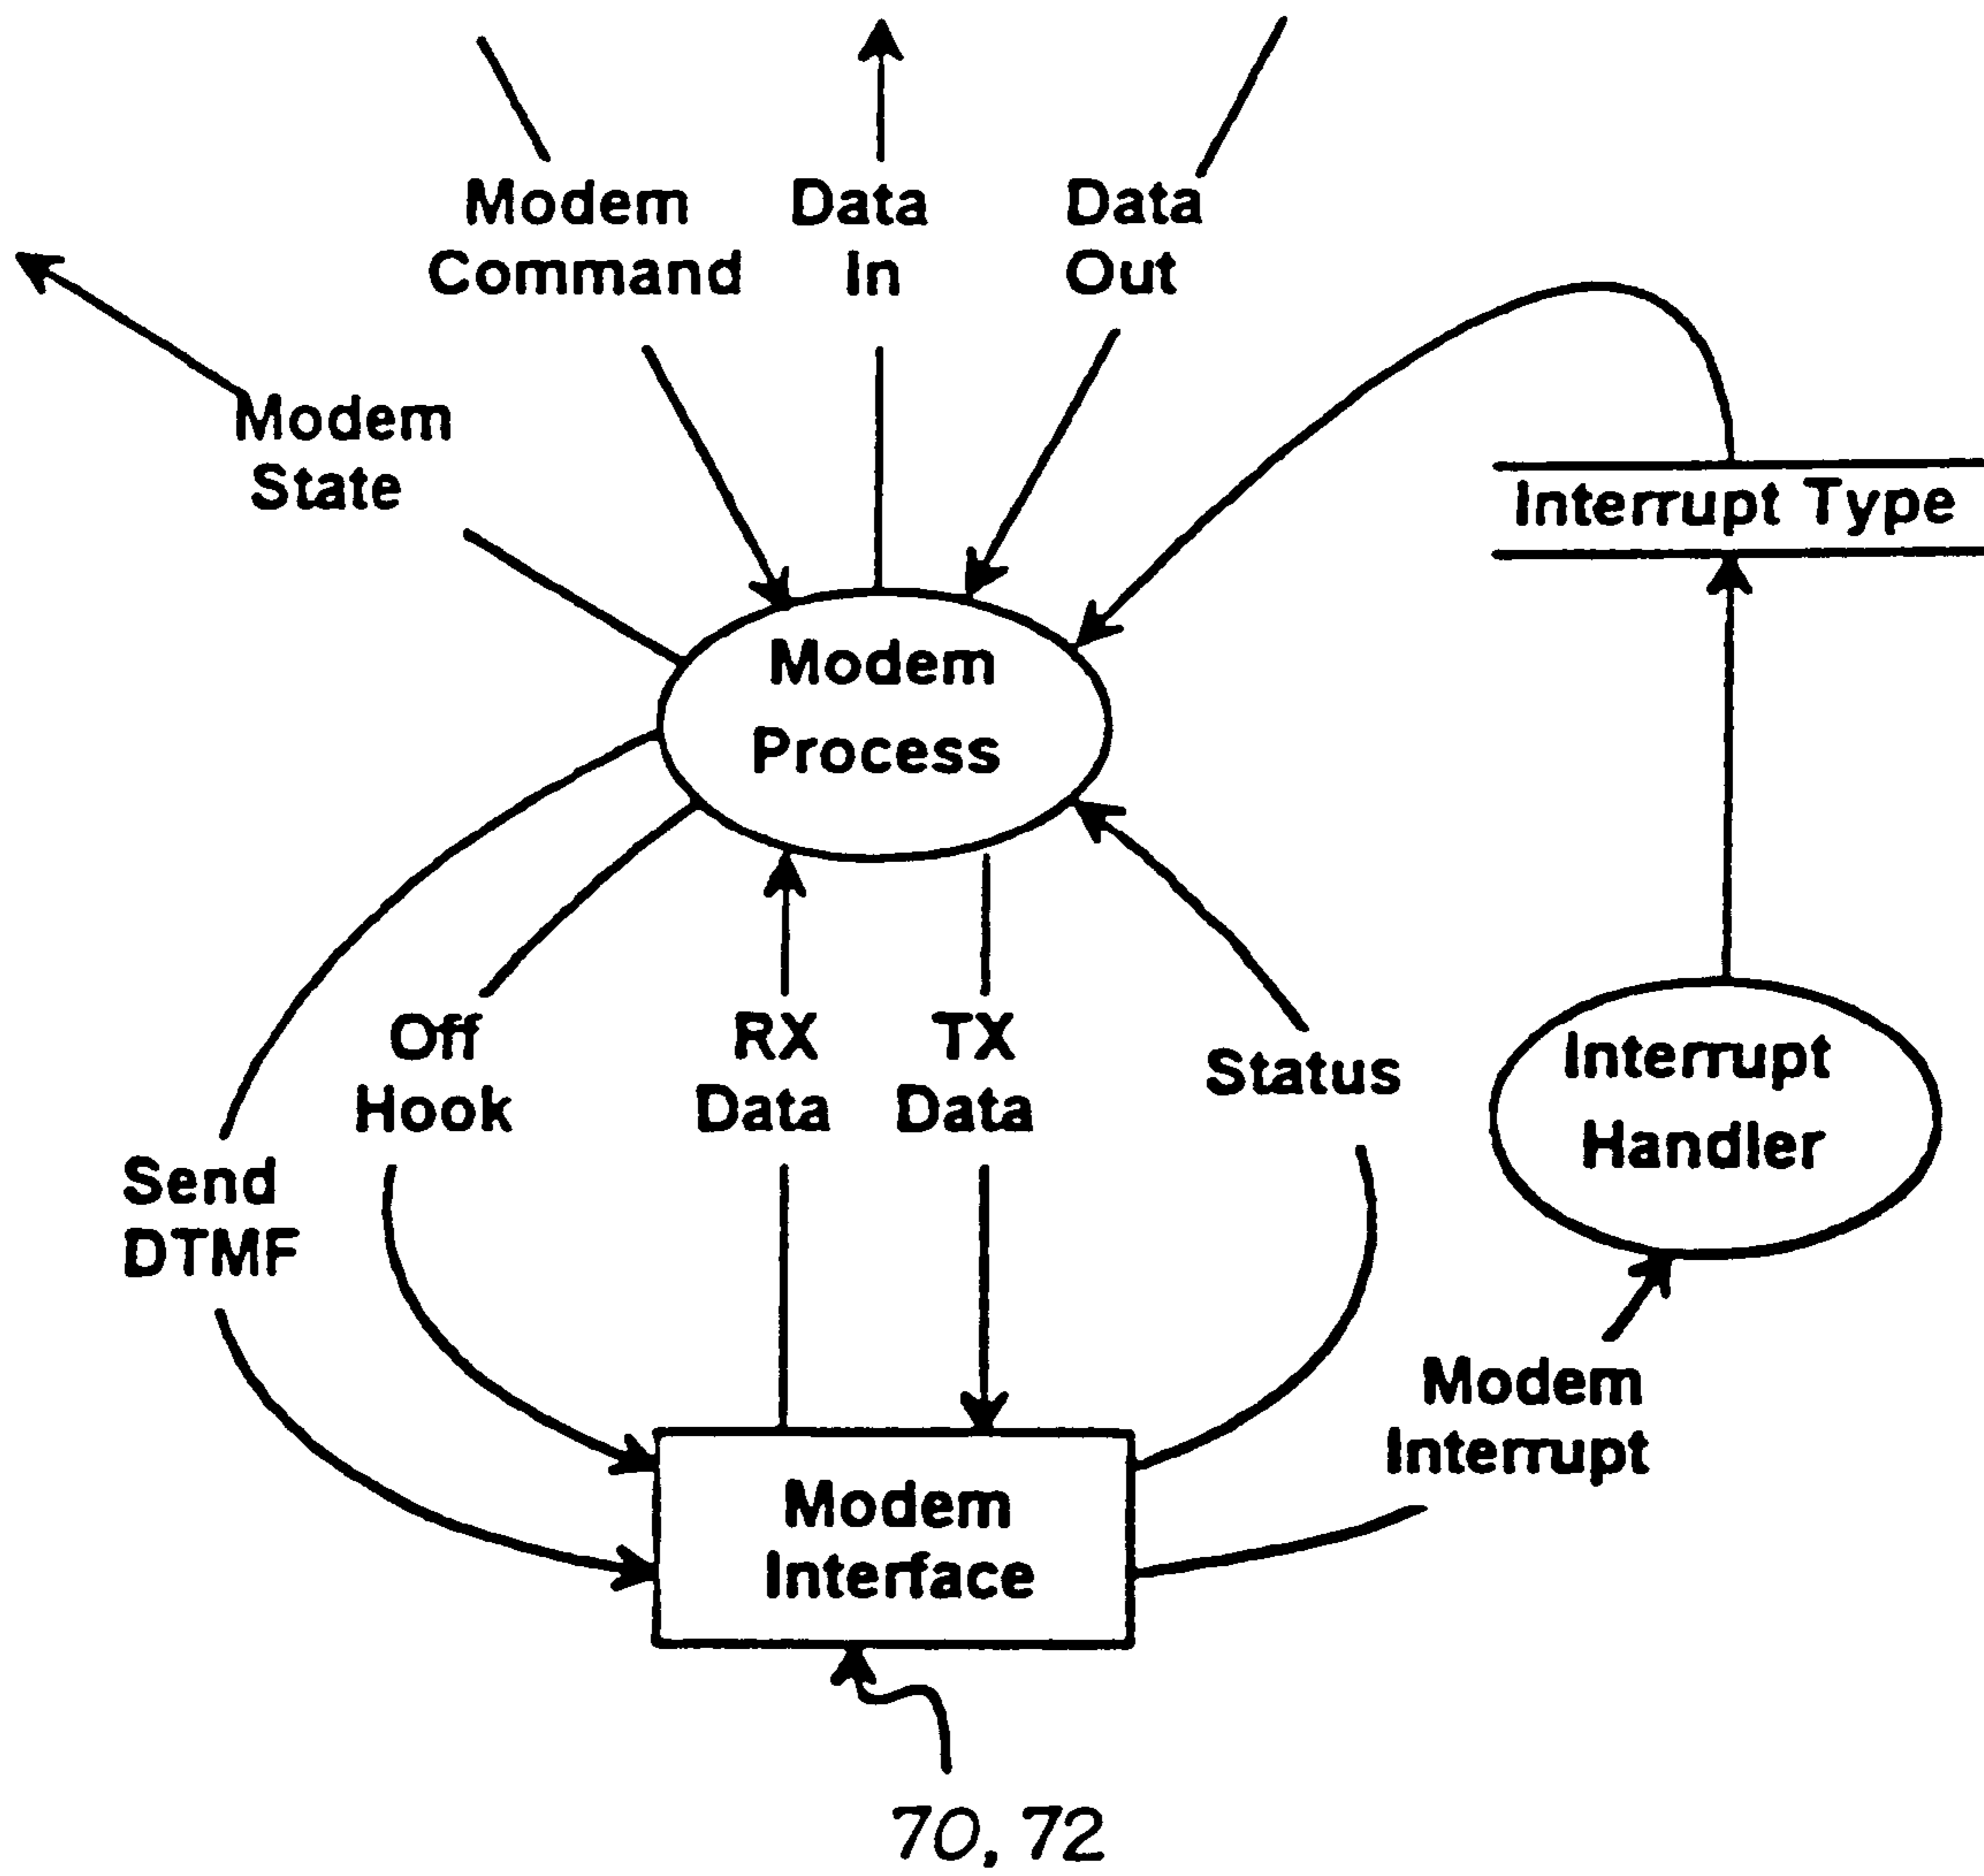 Modem
Command
Data
In
Data
Out
Modem
State
Interrupt Type
Modem
Process
Off
Hook
RX
Data
TX
Data
Status
Interrupt
Handler
Send
DTMF
Modem
Interrupt
Modem
Interface
70, 72